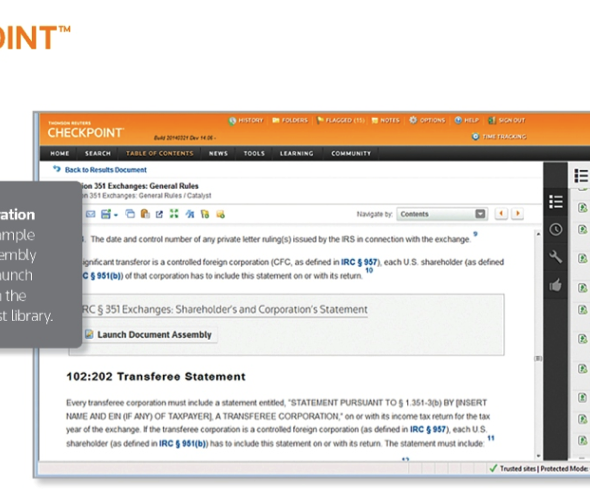 OINT™
THOMSON REUTERS
CHECKPOINT™
Build 20140321 Dev 14.05 -
HISTORY FOLDERS FLAGGED (15) NOTES OPTIONS HELP SIGN OUT
TIME TRACKING
HOME SEARCH TABLE OF CONTENTS NEWS TOOLS LEARNING COMMUNITY
Back to Results Document
on 351 Exchanges: General Rules
on 351 Exchanges: General Rules / Catalyst
Navigate by: Contents
ration
ample
embly
aunch
the
st library.
. The date and control number of any private letter ruling(s) issued by the IRS in connection with the exchange. 9
ignificant transferor is a controlled foreign corporation (CFC, as defined in IRC § 957), each U.S. shareholder (as defined
C § 951(b)) of that corporation has to include this statement on or with its return. 10
RC § 351 Exchanges: Shareholder's and Corporation's Statement
Launch Document Assembly
102:202 Transferee Statement
Every transferee corporation must include a statement entitled, "STATEMENT PURSUANT TO § 1.351-3(b) BY [INSERT
NAME AND EIN (IF ANY) OF TAXPAYER], A TRANSFEREE CORPORATION," on or with its income tax return for the tax
year of the exchange. If the transferee corporation is a controlled foreign corporation (as defined in IRC § 957), each U.S.
shareholder (as defined in IRC § 951(b)) has to include this statement on or with its return. The statement must include: 11
Trusted sites | Protected Mode: